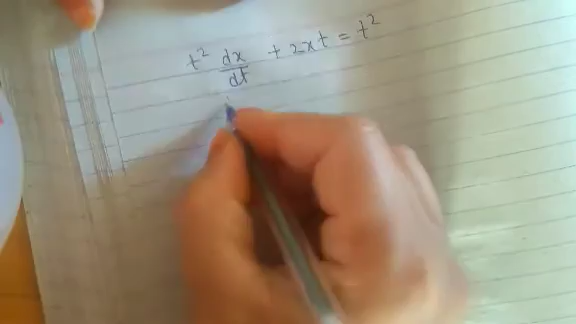 t² dx/dt + 2xt = t²